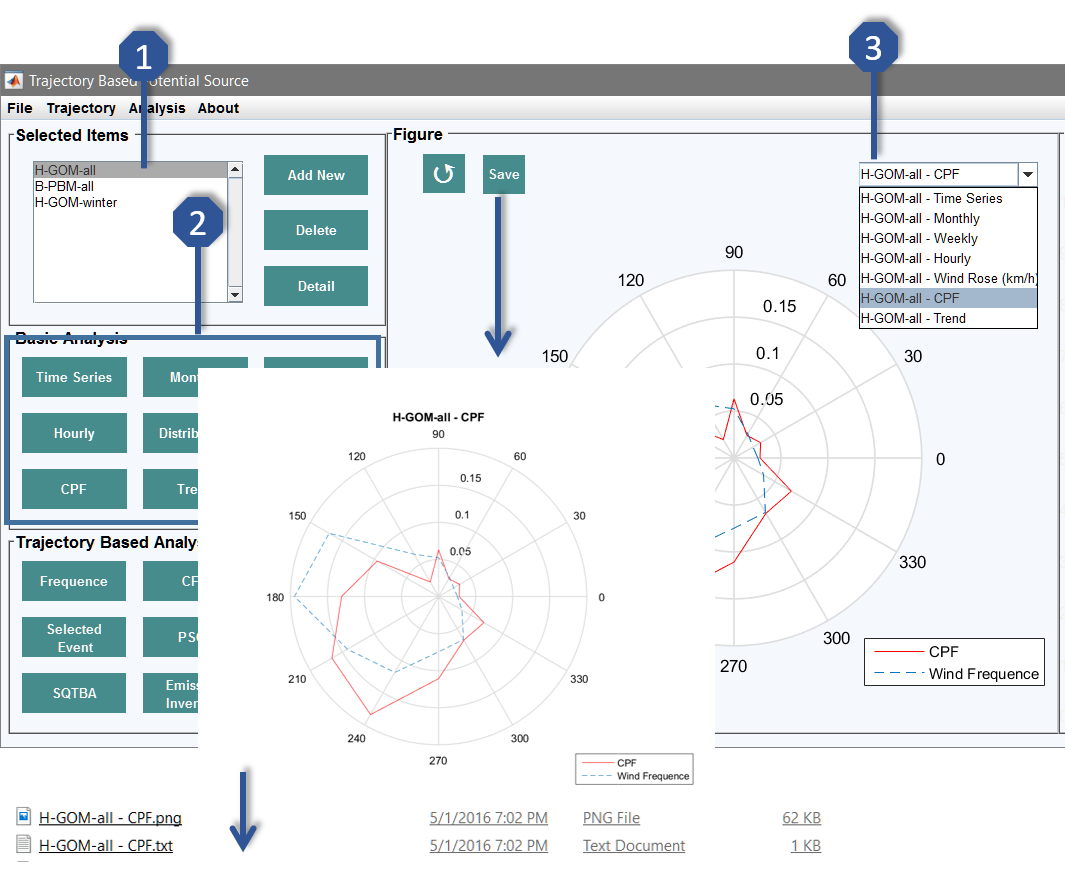 1
3
Trajectory Based Potential Source
File Trajectory Analysis About
Selected Items
H-GOM-all
B-PBM-all
H-GOM-winter
Add New
Delete
Detail
2
Basic Analysis
Time Series
Mon
Hourly
Distrib
CPF
Tre
Trajectory Based Analys
Frequence
CF
Selected
Event
PS
SQTBA
Emiss
Inver
Figure
Save
H-GOM-all - CPF
H-GOM-all - Time Series
H-GOM-all - Monthly
H-GOM-all - Weekly
H-GOM-all - Hourly
H-GOM-all - Wind Rose (km/h)
H-GOM-all - CPF
H-GOM-all - Trend
90
120
60
0.15
150
0.1
30
0.05
0
330
300
270
CPF
Wind Frequence
H-GOM-all - CPF
90
120
60
0.15
150
0.1
30
0.05
180
0
210
330
240
300
270
CPF
Wind Frequence
H-GOM-all - CPF.png 5/1/2016 7:02 PM PNG File 62 KB
H-GOM-all - CPF.txt 5/1/2016 7:02 PM Text Document 1 KB